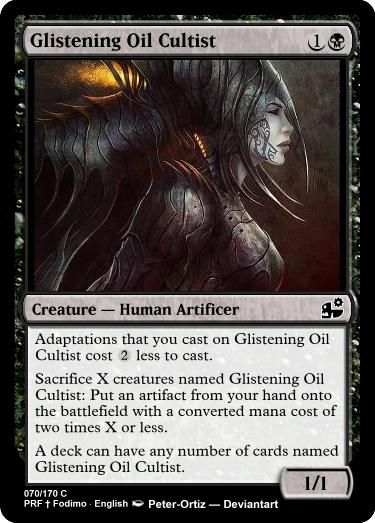 Glistening Oil Cultist 1
Creature — Human Artificer
Adaptations that you cast on Glistening Oil
Cultist cost 2 less to cast.
Sacrifice X creatures named Glistening Oil
Cultist: Put an artifact from your hand onto
the battlefield with a converted mana cost of
two times X or less.
A deck can have any number of cards named
Glistening Oil Cultist.
1/1
070/170 C
PRF † Fodimo · English Peter-Ortiz — Deviantart